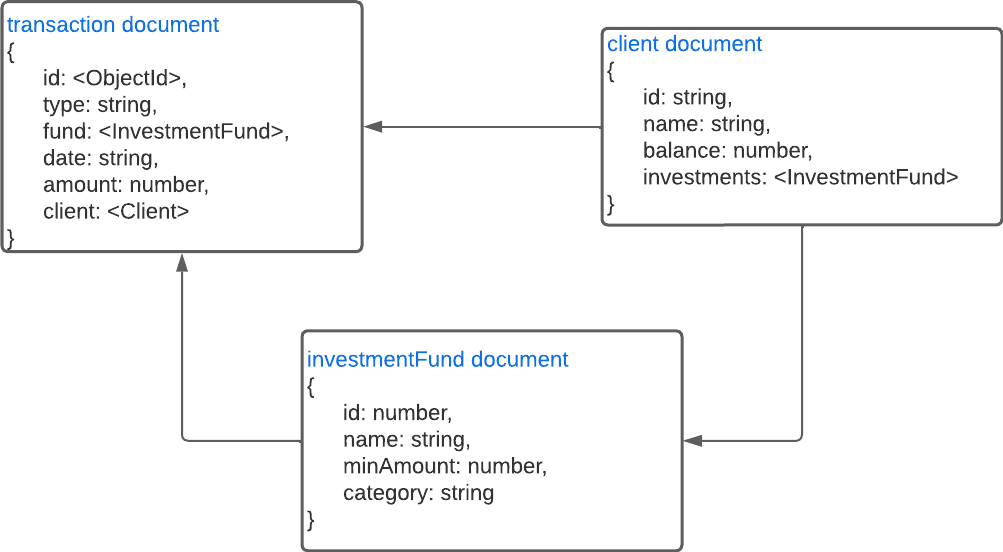 transaction document
{
id: <ObjectId>,
type: string,
fund: <InvestmentFund>,
date: string,
amount: number,
client: <Client>
}
client document
{
id: string,
name: string,
balance: number,
investments: <InvestmentFund>
}
investmentFund document
{
id: number,
name: string,
minAmount: number,
category: string
}